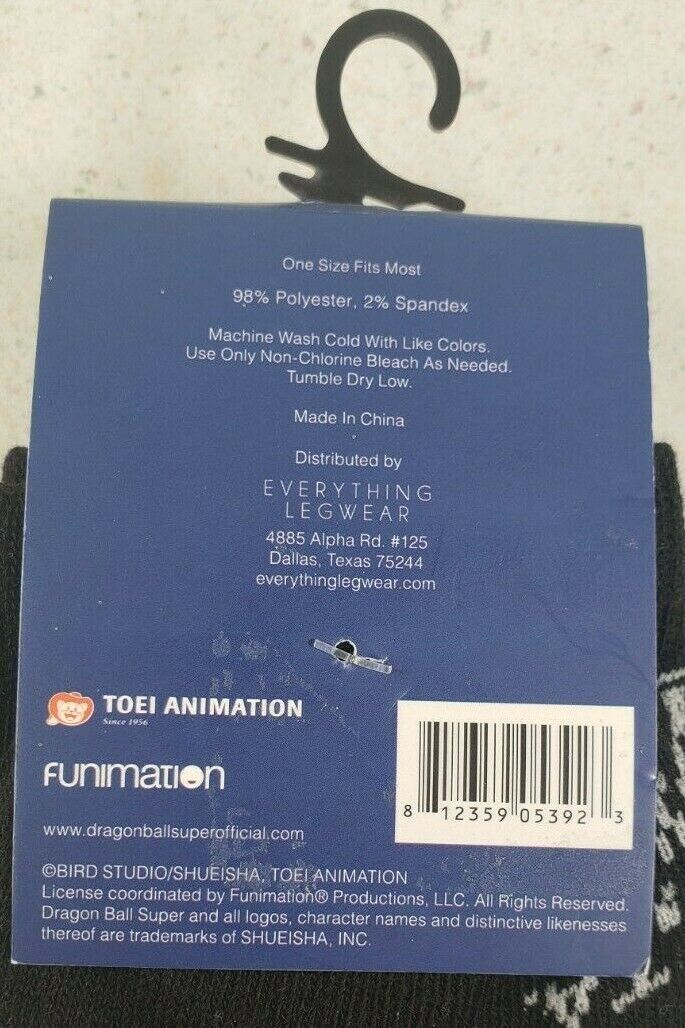 One Size Fits Most
98% Polyester, 2% Spandex
Machine Wash Cold With Like Colors.
Use Only Non-Chlorine Bleach As Needed.
Tumble Dry Low.
Made In China
Distributed by
EVERYTHING
LEGWEAR
4885 Alpha Rd. #125
Dallas, Texas 75244
everythinglegwear.com
TOEI ANIMATION
Since 1956
FUnimation
8 12359 05392 3
www.dragonballsuperofficial.com
©BIRD STUDIO/SHUEISHA, TOEI ANIMATION
License coordinated by Funimation® Productions, LLC. All Rights Reserved.
Dragon Ball Super and all logos, character names and distinctive likenesses
thereof are trademarks of SHUEISHA, INC.